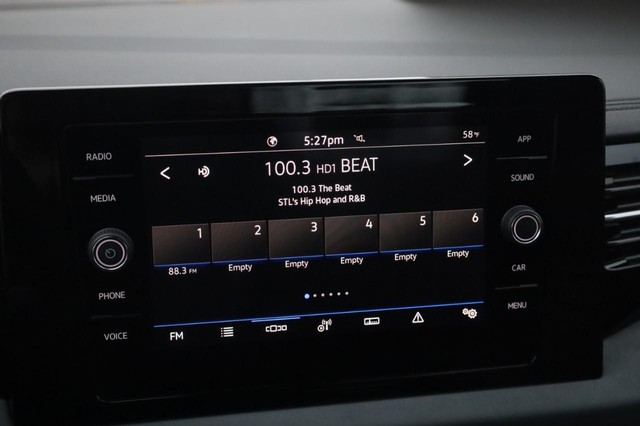 5:27pm
58°F
RADIO
MEDIA
PHONE
VOICE
100.3 HD1 BEAT
100.3 The Beat
STL's Hip Hop and R&B
1 2 3 4 5 6
88.3 FM Empty Empty Empty Empty Empty
FM
APP
SOUND
CAR
MENU